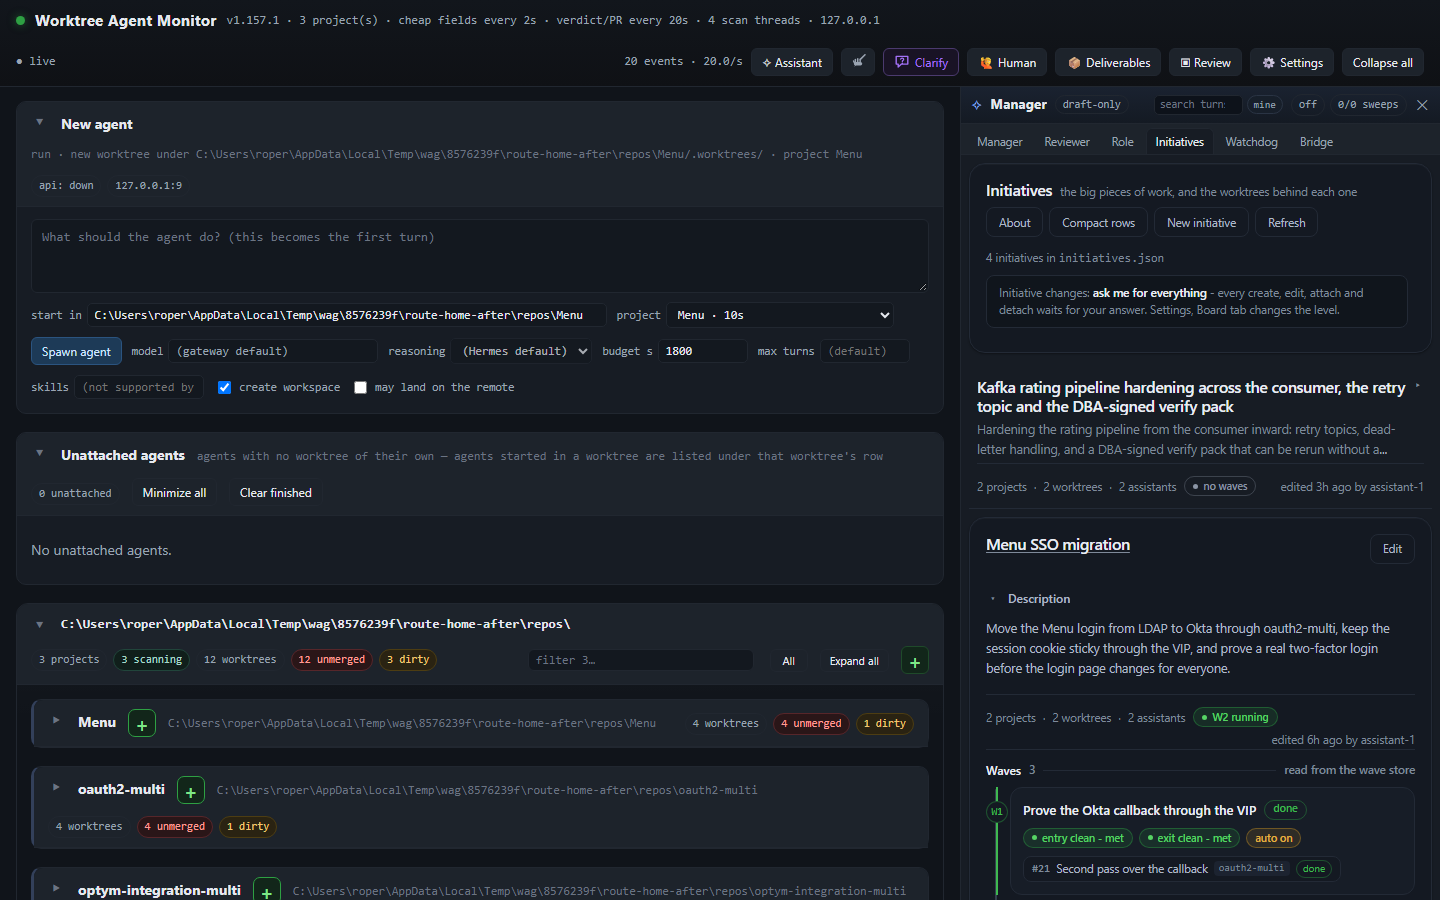 Worktree Agent Monitor v1.157.1 · 3 project(s) · cheap fields every 2s · verdict/PR every 20s · 4 scan threads · 127.0.0.1
live
20 events · 20.0/s
Assistant
Clarify
Human
Deliverables
Review
Settings
Collapse all
New agent
run · new worktree under C:\Users\roper\AppData\Local\Temp\wag\8576239f\route-home-after\repos\Menu/.worktrees/ · project Menu
api: down 127.0.0.1:9
What should the agent do? (this becomes the first turn)
start in C:\Users\roper\AppData\Local\Temp\wag\8576239f\route-home-after\repos\Menu project Menu · 10s
Spawn agent model (gateway default) reasoning (Hermes default) budget s 1800 max turns (default)
skills (not supported by create workspace may land on the remote
Unattached agents agents with no worktree of their own — agents started in a worktree are listed under that worktree's row
0 unattached Minimize all Clear finished
No unattached agents.
C:\Users\roper\AppData\Local\Temp\wag\8576239f\route-home-after\repos\
3 projects 3 scanning 12 worktrees 12 unmerged 3 dirty filter 3… All Expand all +
Menu + C:\Users\roper\AppData\Local\Temp\wag\8576239f\route-home-after\repos\Menu 4 worktrees 4 unmerged 1 dirty
oauth2-multi + C:\Users\roper\AppData\Local\Temp\wag\8576239f\route-home-after\repos\oauth2-multi
4 worktrees 4 unmerged 1 dirty
optym-integration-multi + C:\Users\roper\AppData\Local\Temp\wag\8576239f\route-home-after\repos\optym-integration-multi
Manager draft-only search turn: mine off 0/0 sweeps
Manager Reviewer Role Initiatives Watchdog Bridge
Initiatives the big pieces of work, and the worktrees behind each one
About Compact rows New initiative Refresh
4 initiatives in initiatives.json
Initiative changes: ask me for everything - every create, edit, attach and
detach waits for your answer. Settings, Board tab changes the level.
Kafka rating pipeline hardening across the consumer, the retry
topic and the DBA-signed verify pack
Hardening the rating pipeline from the consumer inward: retry topics, dead-
letter handling, and a DBA-signed verify pack that can be rerun without a…
2 projects · 2 worktrees · 2 assistants no waves edited 3h ago by assistant-1
Menu SSO migration Edit
Description
Move the Menu login from LDAP to Okta through oauth2-multi, keep the
session cookie sticky through the VIP, and prove a real two-factor login
before the login page changes for everyone.
2 projects · 2 worktrees · 2 assistants W2 running
edited 6h ago by assistant-1
Waves 3 read from the wave store
W1 Prove the Okta callback through the VIP done
entry clean - met exit clean - met auto on
#21 Second pass over the callback oauth2-multi done